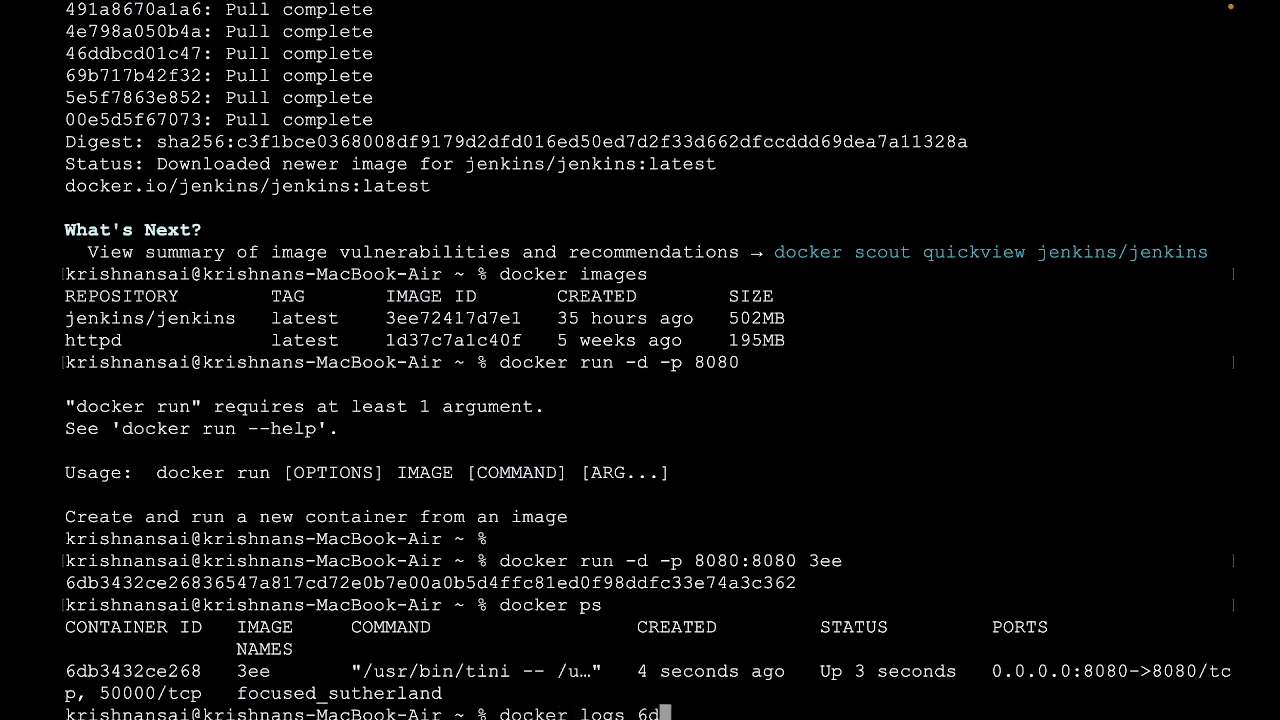 491a8670a1a6: Pull complete
4e798a050b4a: Pull complete
46ddbcd01c47: Pull complete
69b717b42f32: Pull complete
5e5f7863e852: Pull complete
00e5d5f67073: Pull complete
Digest: sha256:c3f1bce0368008df9179d2dfd016ed50ed7d2f33d662dfccddd69dea7a11328a
Status: Downloaded newer image for jenkins/jenkins:latest
docker.io/jenkins/jenkins:latest
What's Next?
View summary of image vulnerabilities and recommendations → docker scout quickview jenkins/jenkins
krishnansai@krishnans-MacBook-Air ~ % docker images
REPOSITORY TAG IMAGE ID CREATED SIZE
jenkins/jenkins latest 3ee72417d7e1 35 hours ago 502MB
httpd latest 1d37c7a1c40f 5 weeks ago 195MB
krishnansai@krishnans-MacBook-Air ~ % docker run -d -p 8080
"docker run" requires at least 1 argument.
See 'docker run --help'.
Usage: docker run [OPTIONS] IMAGE [COMMAND] [ARG...]
Create and run a new container from an image
krishnansai@krishnans-MacBook-Air ~ %
krishnansai@krishnans-MacBook-Air ~ % docker run -d -p 8080:8080 3ee
6db3432ce26836547a817cd72e0b7e00a0b5d4ffc81ed0f98ddfc33e74a3c362
krishnansai@krishnans-MacBook-Air ~ % docker ps
CONTAINER ID IMAGE COMMAND CREATED STATUS PORTS
NAMES
6db3432ce268 3ee "/usr/bin/tini -- /u…" 4 seconds ago Up 3 seconds 0.0.0.0:8080->8080/tc
p, 50000/tcp focused_sutherland
krishnansai@krishnans-MacBook-Air ~ % docker logs 6d